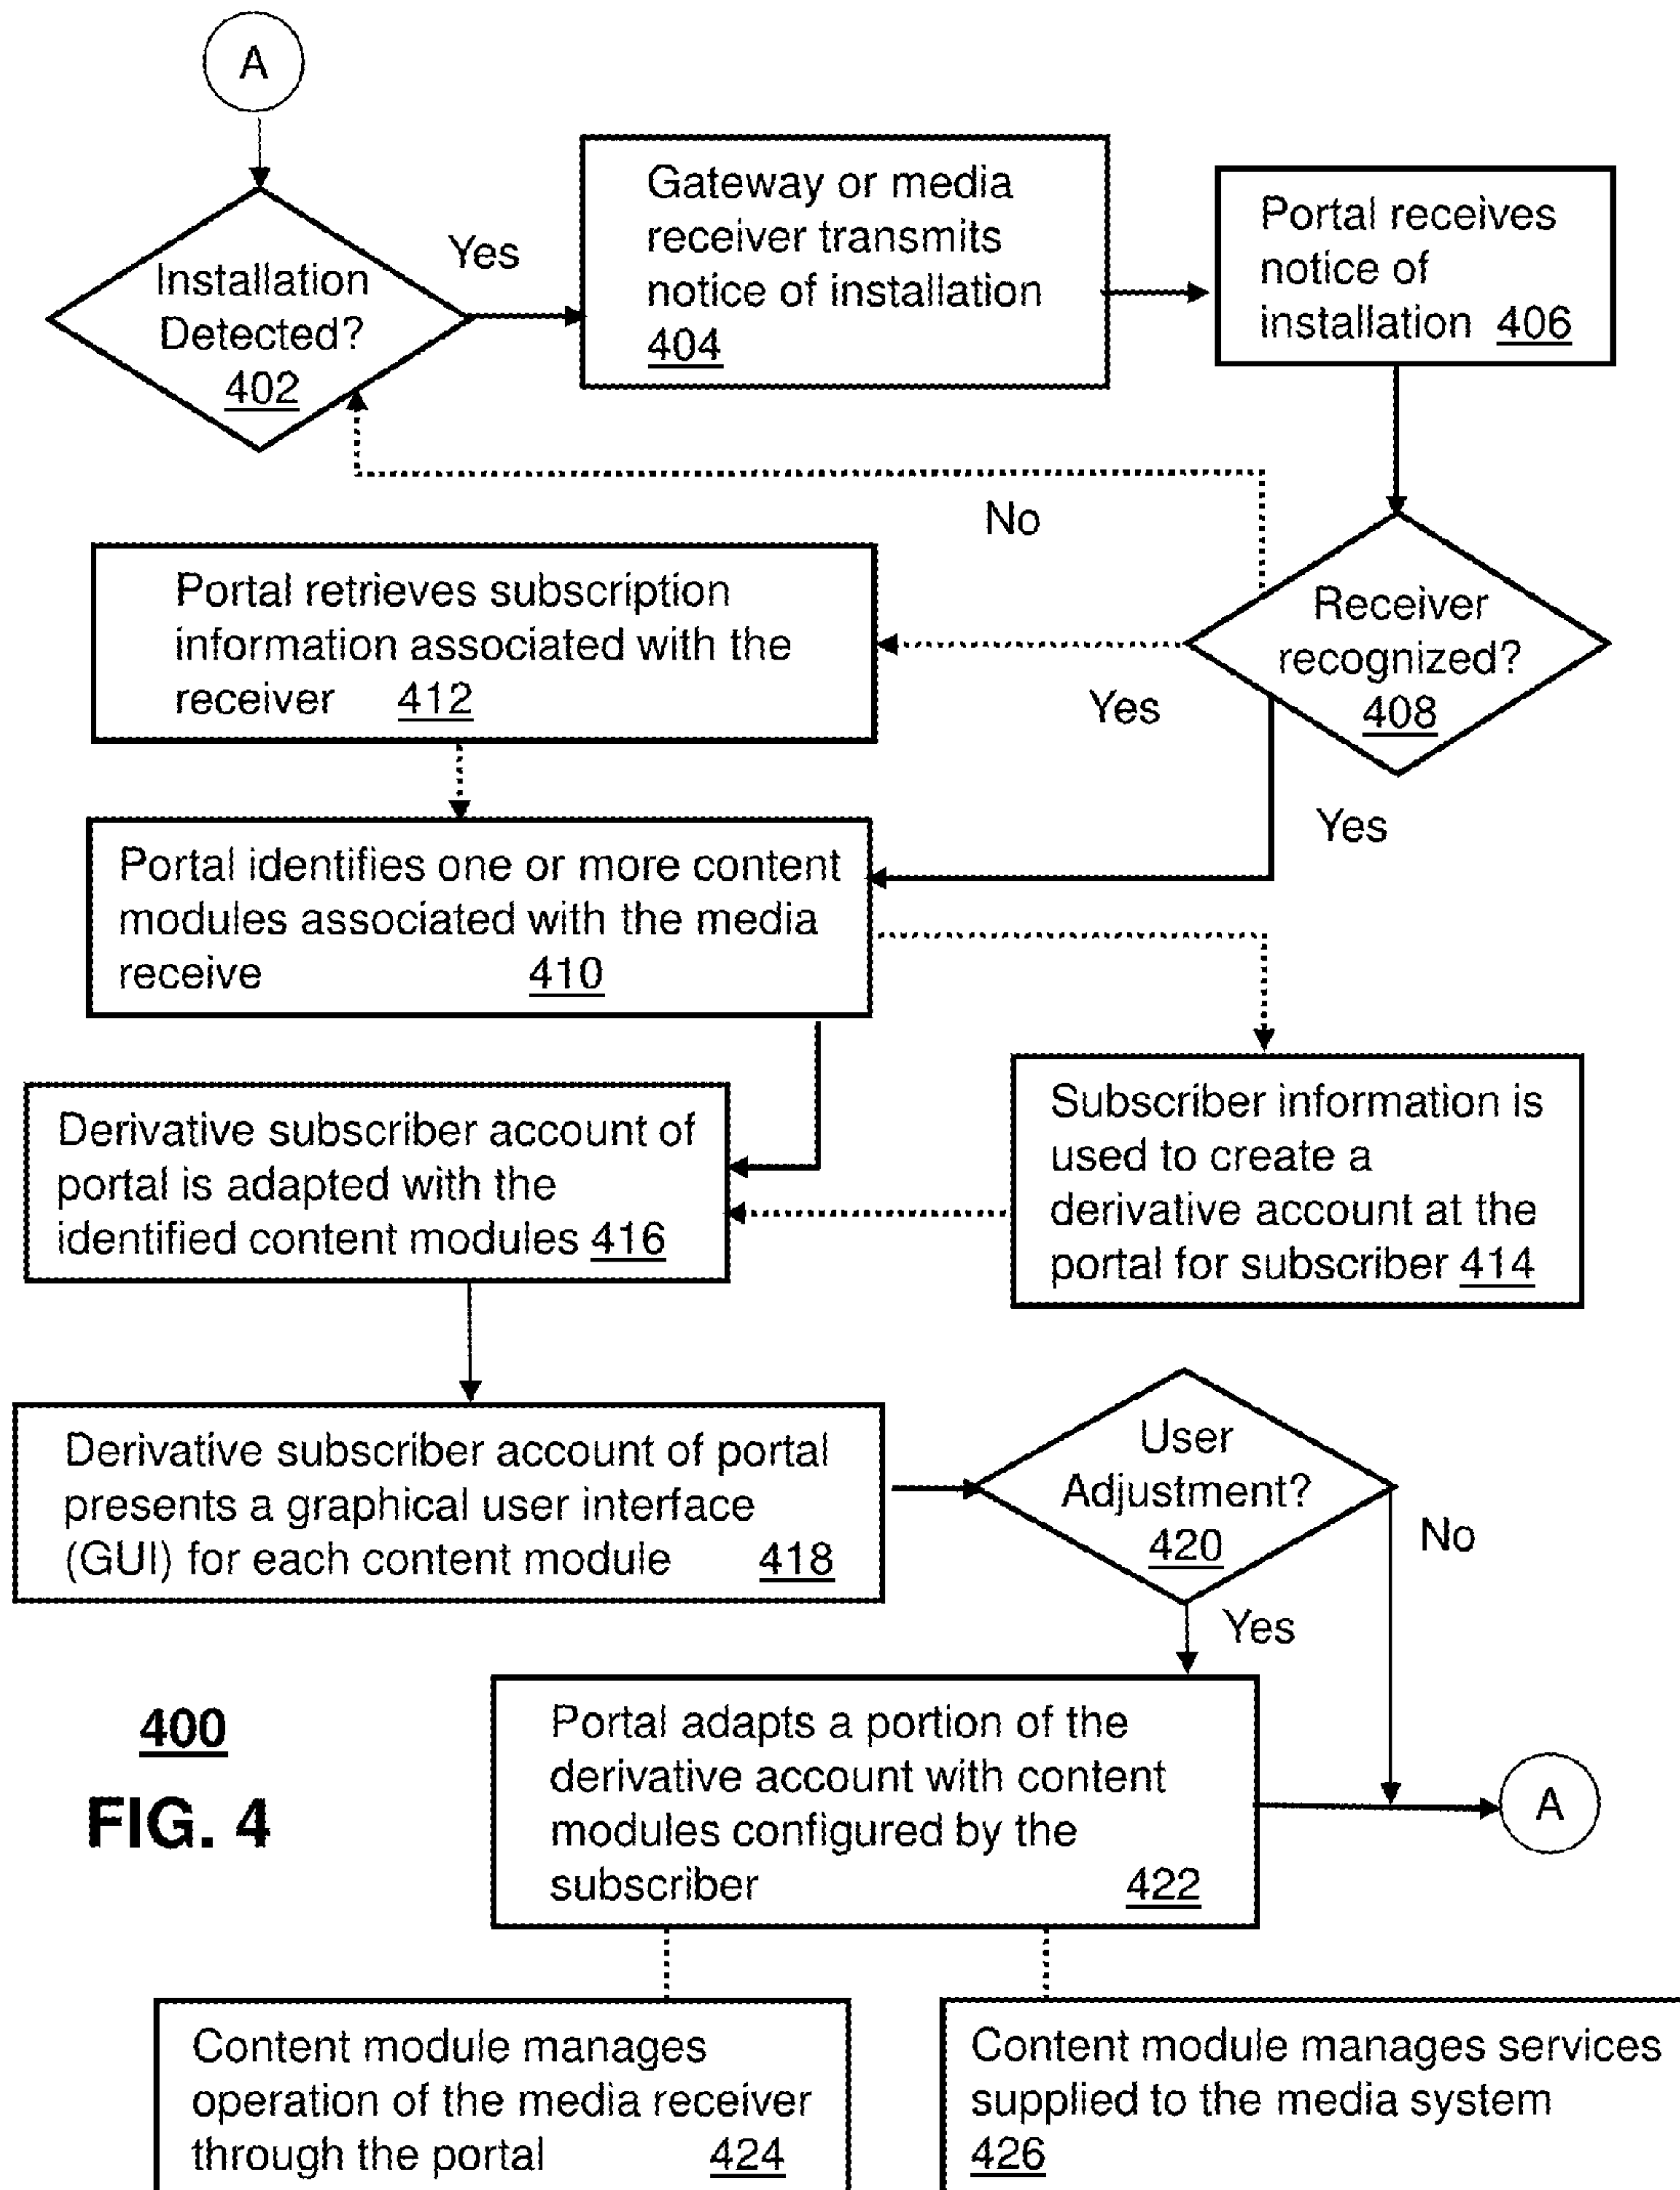 A
Installation
Detected?
402
Yes
Gateway or media
receiver transmits
notice of installation
404
Portal receives
notice of
installation 406
No
Receiver
recognized?
408
Portal retrieves subscription
information associated with the
receiver 412
Yes
Yes
Portal identifies one or more content
modules associated with the media
receive 410
Derivative subscriber account of
portal is adapted with the
identified content modules 416
Subscriber information is
used to create a
derivative account at the
portal for subscriber 414
Derivative subscriber account of portal
presents a graphical user interface
(GUI) for each content module 418
User
Adjustment?
420
No
Yes
Portal adapts a portion of the
derivative account with content
modules configured by the
subscriber 422
A
400
FIG. 4
Content module manages
operation of the media receiver
through the portal 424
Content module manages services
supplied to the media system
426